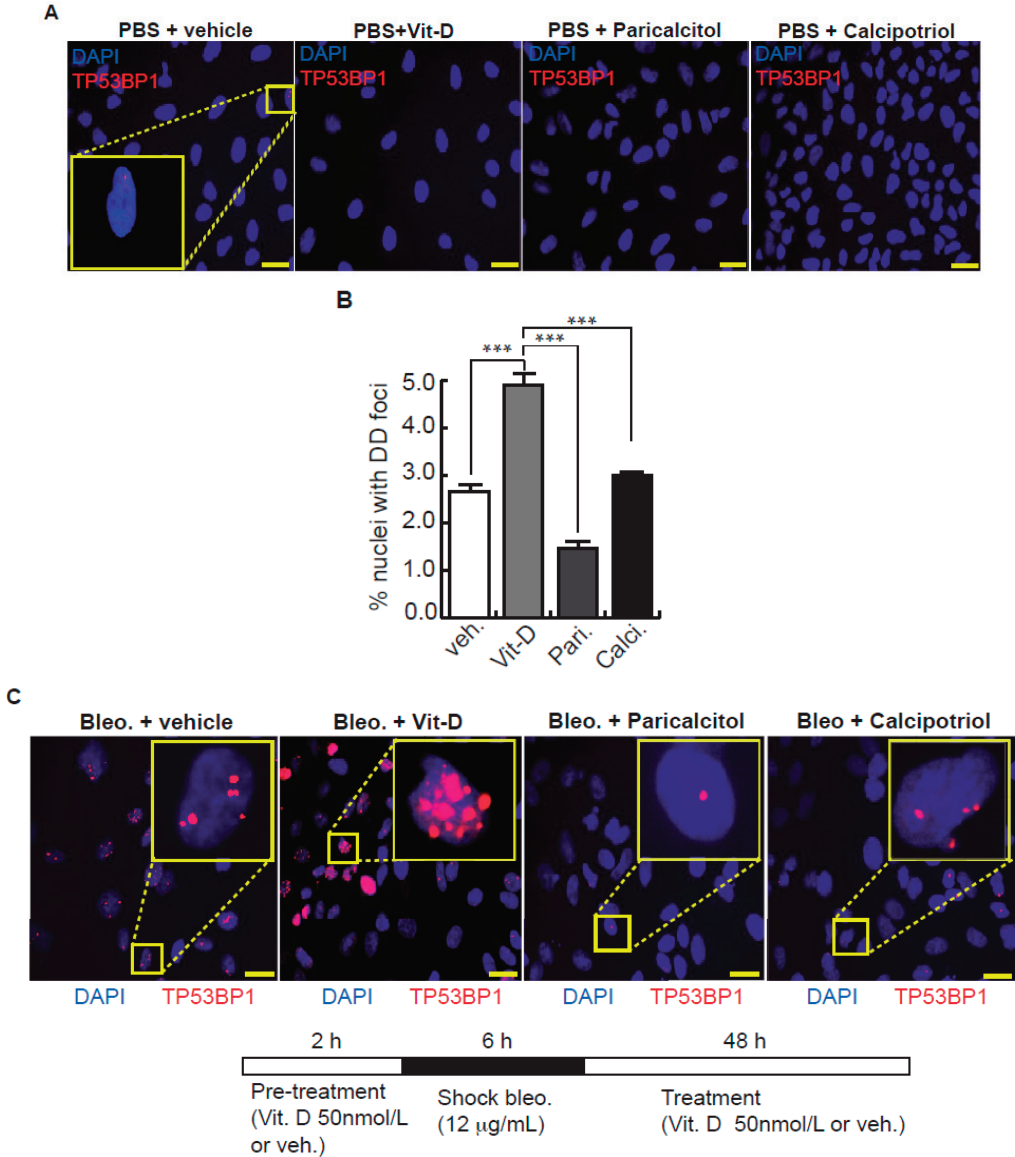 A
PBS + vehicle
PBS+Vit-D
PBS + Paricalcitol
PBS + Calcipotriol
DAPI
TP53BP1
DAPI
TP53BP1
DAPI
TP53BP1
DAPI
TP53BP1
B
***
***
***
% nuclei with DD foci
5.0
4.0
3.0
2.0
1.0
0.0
veh.
Vit-D
Pari.
Calci.
C
Bleo. + vehicle
Bleo. + Vit-D
Bleo. + Paricalcitol
Bleo + Calcipotriol
DAPI TP53BP1
DAPI TP53BP1
DAPI TP53BP1
DAPI TP53BP1
2 h
6 h
48 h
Pre-treatment
(Vit. D 50nmol/L
or veh.)
Shock bleo.
(12 μg/mL)
Treatment
(Vit. D 50nmol/L or veh.)